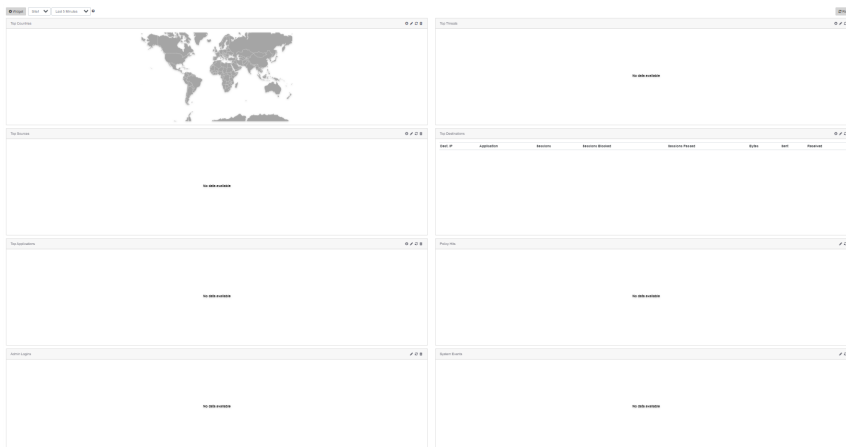 Widget
Last 5 Minutes
Top Countries
Top Threats
No data available
Top Sources
Top Destinations
Dest IP Application Sessions Sessions Blocked Sessions Passed Bytes Sent Received
No data available
Top Applications
Policy Hits
No data available
No data available
Admin Logins
System Events
No data available
No data available